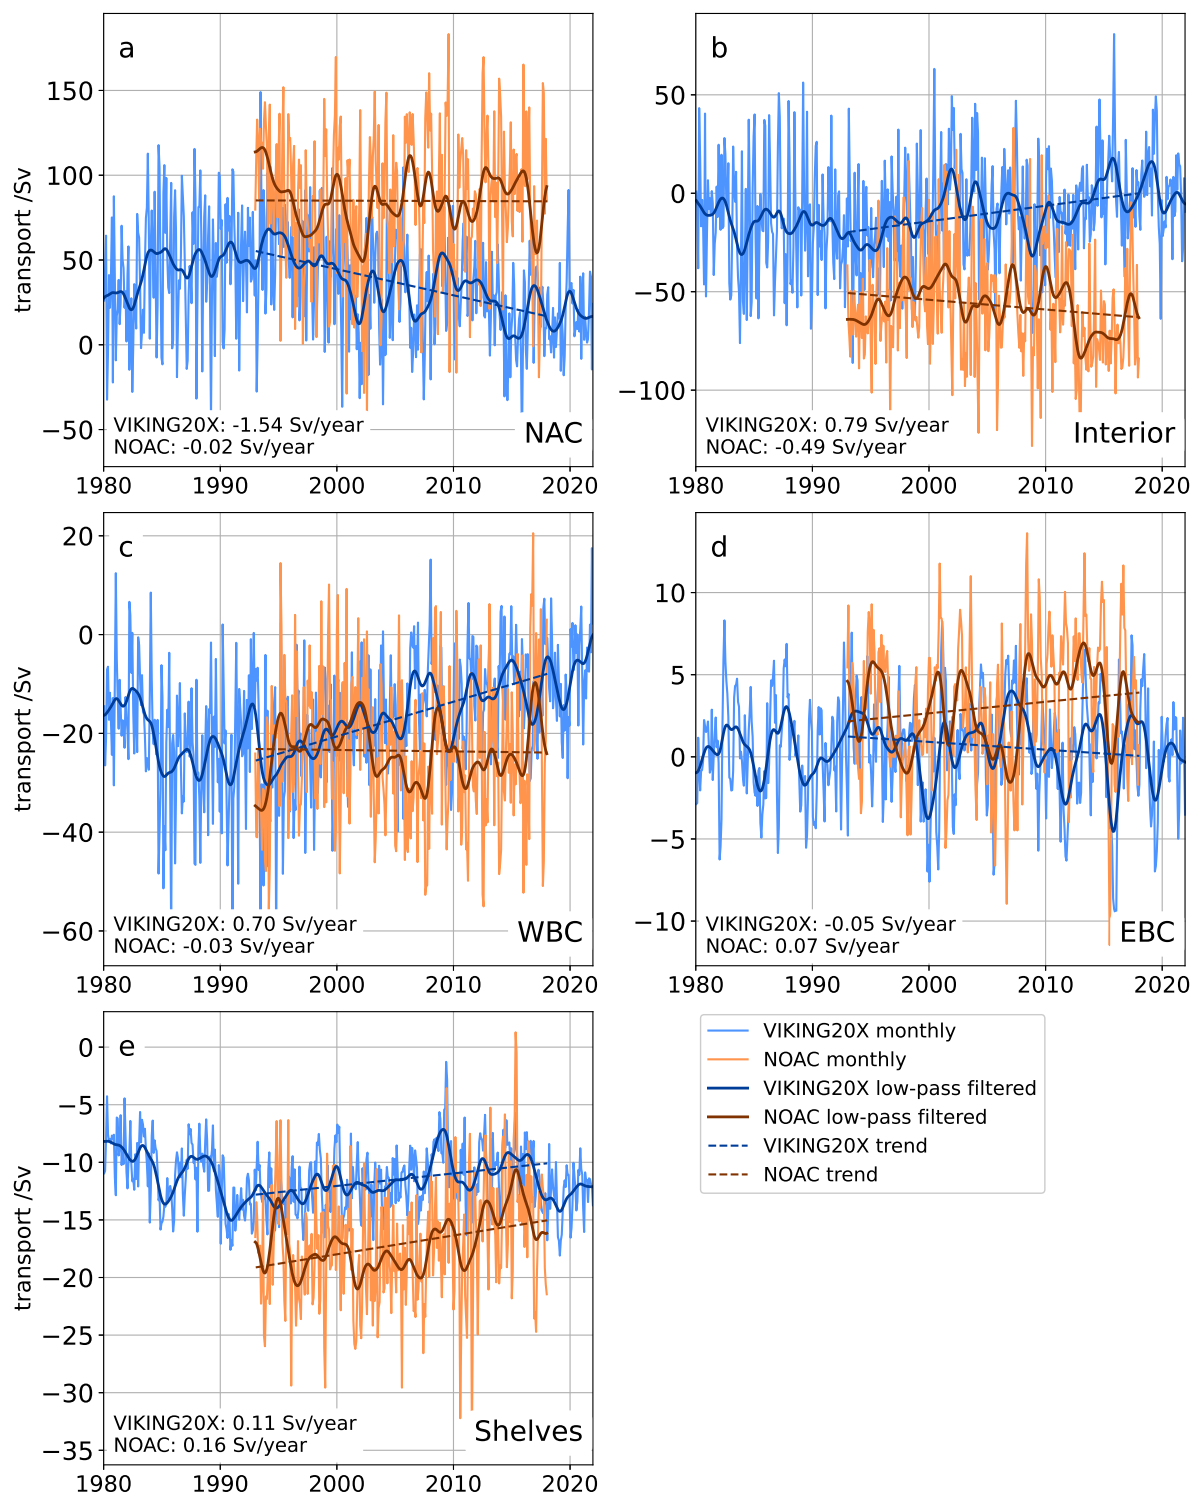 a
transport /Sv
150
100
50
0
−50
VIKING20X: -1.54 Sv/year
NOAC: -0.02 Sv/year
NAC
1980 1990 2000 2010 2020
b
50
0
−50
−100
VIKING20X: 0.79 Sv/year
NOAC: -0.49 Sv/year
Interior
1980 1990 2000 2010 2020
c
transport /Sv
20
0
−20
−40
−60
VIKING20X: 0.70 Sv/year
NOAC: -0.03 Sv/year
WBC
1980 1990 2000 2010 2020
d
10
5
0
−5
−10
VIKING20X: -0.05 Sv/year
NOAC: 0.07 Sv/year
EBC
1980 1990 2000 2010 2020
e
transport /Sv
0
−5
−10
−15
−20
−25
−30
−35
VIKING20X: 0.11 Sv/year
NOAC: 0.16 Sv/year
Shelves
1980 1990 2000 2010 2020
VIKING20X monthly
NOAC monthly
VIKING20X low-pass filtered
NOAC low-pass filtered
VIKING20X trend
NOAC trend